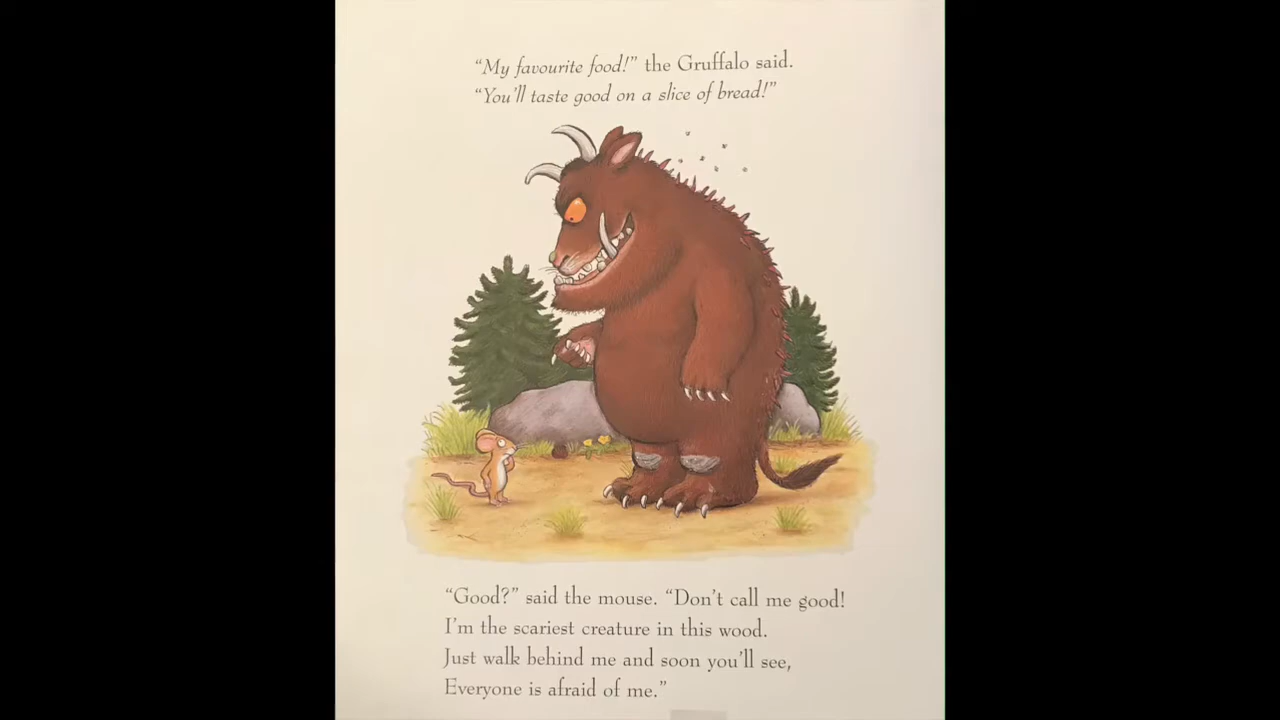 “My favourite food!” the Gruffalo said.
“You’ll taste good on a slice of bread!”
“Good?” said the mouse. “Don’t call me good!
I’m the scariest creature in this wood.
Just walk behind me and soon you’ll see,
Everyone is afraid of me.”